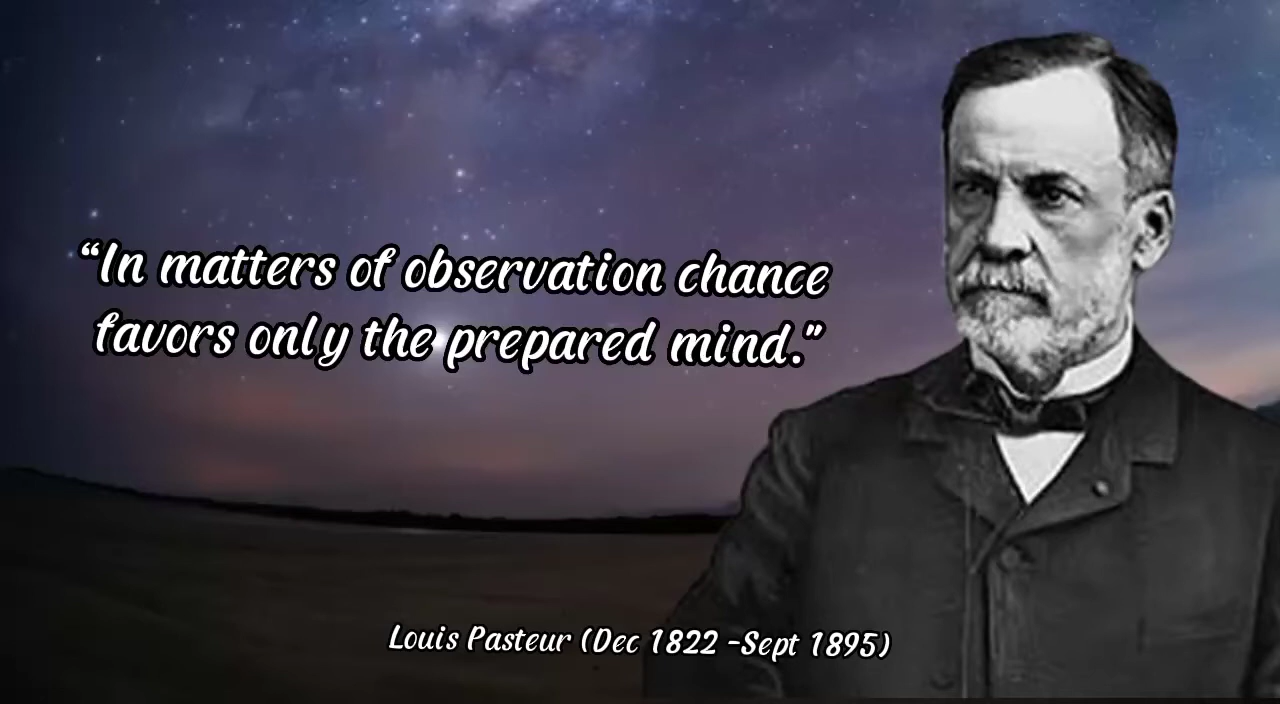 “In matters of observation chance
favors only the prepared mind.”
Louis Pasteur (Dec 1822 -Sept 1895)